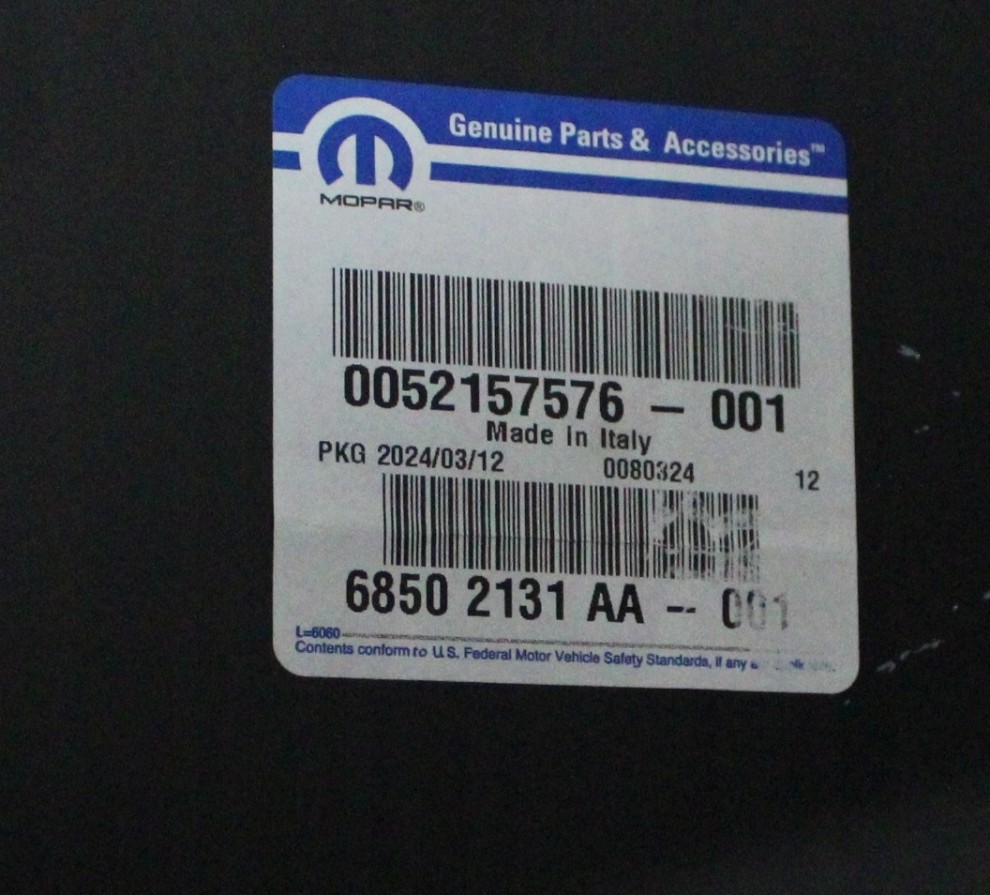 Genuine Parts & Accessories™
MOPAR®
0052157576 – 001
Made In Italy
PKG 2024/03/12 0080324 12
6850 2131 AA -- 001
L=6060
Contents conform to U.S. Federal Motor Vehicle Safety Standards, if any